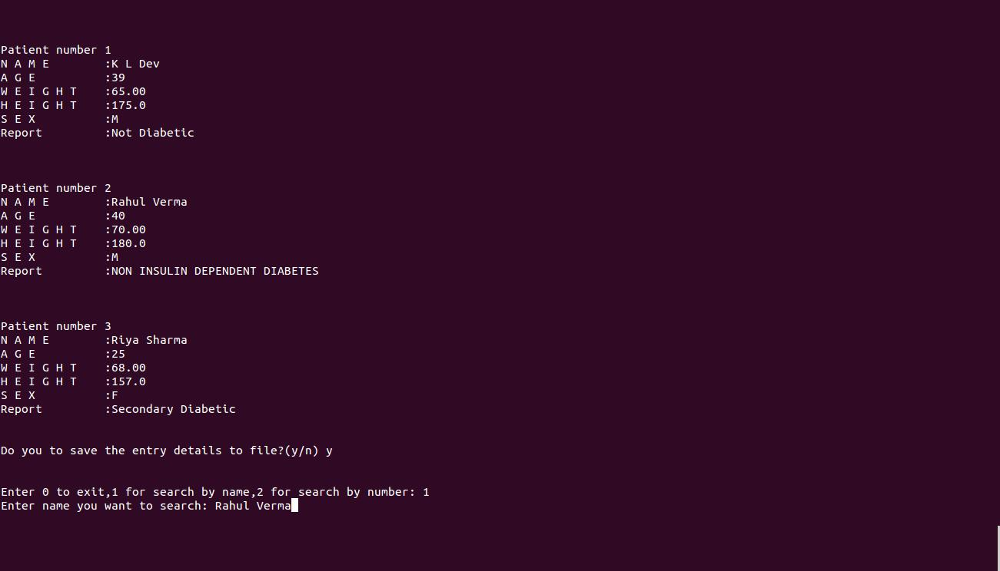 Patient number 1
N A M E        :K L Dev
A G E          :39
W E I G H T    :65.00
H E I G H T    :175.0
S E X          :M
Report         :Not Diabetic
Patient number 2
N A M E        :Rahul Verma
A G E          :40
W E I G H T    :70.00
H E I G H T    :180.0
S E X          :M
Report         :NON INSULIN DEPENDENT DIABETES
Patient number 3
N A M E        :Riya Sharma
A G E          :25
W E I G H T    :68.00
H E I G H T    :157.0
S E X          :F
Report         :Secondary Diabetic
Do you to save the entry details to file?(y/n) y
Enter 0 to exit,1 for search by name,2 for search by number: 1
Enter name you want to search: Rahul Verma